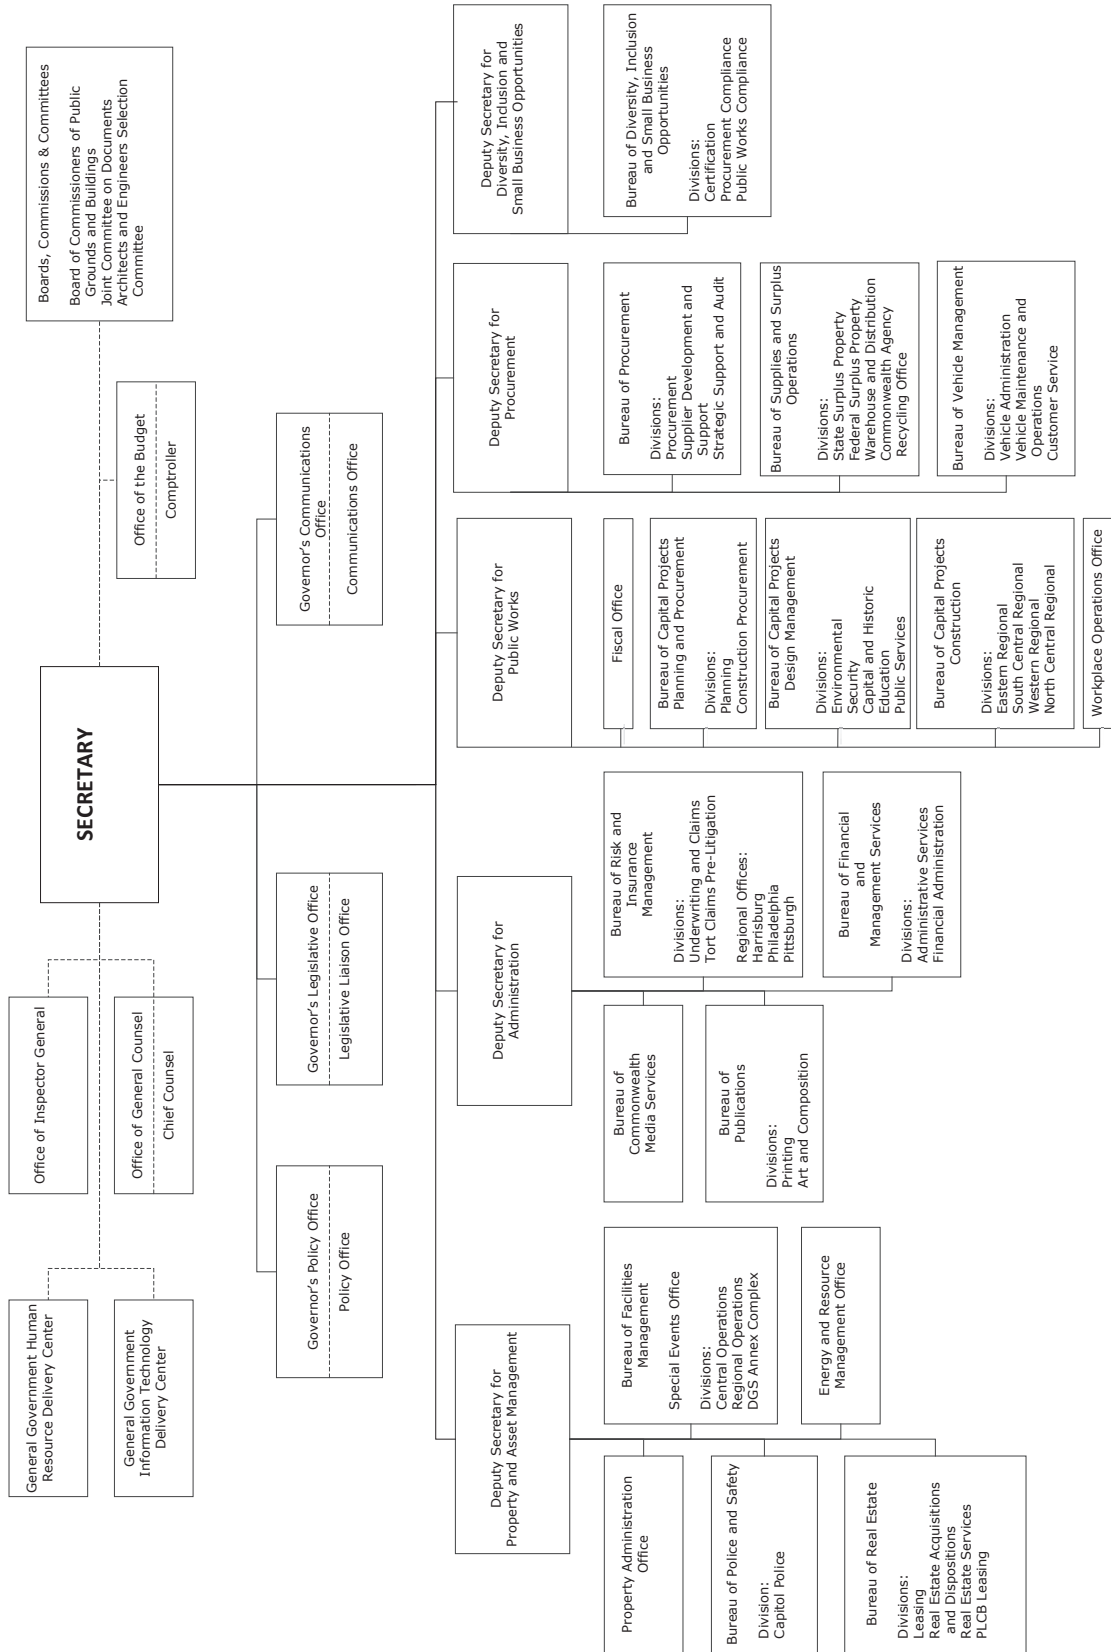 General Government Human
Resource Delivery Center
General Government
Information Technology
Delivery Center
Office of Inspector General
Office of General Counsel
Chief Counsel
SECRETARY
Office of the Budget
Comptroller
Boards, Commissions & Committees
Board of Commissioners of Public
Grounds and Buildings
Joint Committee on Documents
Architects and Engineers Selection
Committee
Governor's Policy Office
Policy Office
Governor's Legislative Office
Legislative Liaison Office
Governor's Communications
Office
Communications Office
Deputy Secretary for
Property and Asset Management
Property Administration
Office
Bureau of Police and Safety
Division:
Capitol Police
Bureau of Real Estate
Divisions:
Leasing
Real Estate Acquisitions
and Dispositions
Real Estate Services
PLCB Leasing
Bureau of Facilities
Management
Special Events Office
Divisions:
Central Operations
Regional Operations
DGS Annex Complex
Energy and Resource
Management Office
Deputy Secretary for
Administration
Bureau of
Commonwealth
Media Services
Bureau of
Publications
Divisions:
Printing
Art and Composition
Bureau of Risk and
Insurance
Management
Divisions:
Underwriting and Claims
Tort Claims Pre-Litigation
Regional Offices:
Harrisburg
Philadelphia
Pittsburgh
Bureau of Financial
and
Management Services
Divisions:
Administrative Services
Financial Administration
Deputy Secretary for
Public Works
Fiscal Office
Bureau of Capital Projects
Planning and Procurement
Divisions:
Planning
Construction Procurement
Bureau of Capital Projects
Design Management
Divisions:
Environmental
Security
Capital and Historic
Education
Public Services
Bureau of Capital Projects
Construction
Divisions:
Eastern Regional
South Central Regional
Western Regional
North Central Regional
Workplace Operations Office
Deputy Secretary for
Procurement
Bureau of Procurement
Divisions:
Procurement
Supplier Development and
Support
Strategic Support and Audit
Bureau of Supplies and Surplus
Operations
Divisions:
State Surplus Property
Federal Surplus Property
Warehouse and Distribution
Commonwealth Agency
Recycling Office
Bureau of Vehicle Management
Divisions:
Vehicle Administration
Vehicle Maintenance and
Operations
Customer Service
Deputy Secretary for
Diversity, Inclusion and
Small Business Opportunities
Bureau of Diversity, Inclusion
and Small Business
Opportunities
Divisions:
Certification
Procurement Compliance
Public Works Compliance